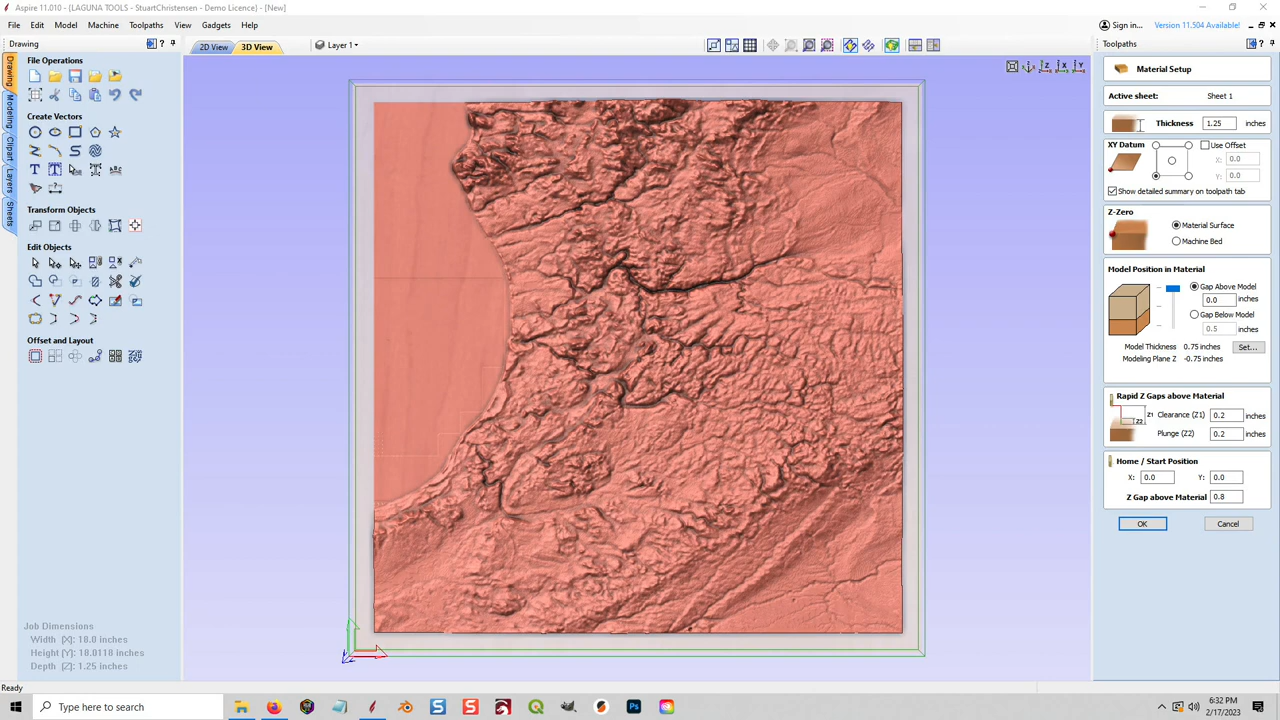 Aspire 11.010 - (LAGUNA TOOLS - StuartChristensen - Demo Licence) - [New]
File Edit Model Toolpaths View Gadgets Help
Sign in... Version 11.504 Available!
Drawing
2D View 3D View Layer 1
Toolpaths
Drawing
Modeling
Clipart
Layers
Sheets
File Operations
Create Vectors
Transform Objects
Edit Objects
Offset and Layout
Job Dimensions
Width (X): 18.0 inches
Height (Y): 18.0118 inches
Depth (Z): 1.25 inches
Ready
Material Setup
Active sheet: Sheet 1
Thickness 1.25 inches
XY Datum
Use Offset
X: 0.0
Y: 0.0
Show detailed summary on toolpath tab
Z-Zero
Material Surface
Machine Bed
Model Position in Material
Gap Above Model
0.0 inches
Gap Below Model
0.5 inches
Model Thickness 0.75 inches Set...
Modeling Plane Z -0.75 inches
Rapid Z Gaps above Material
Z1 Clearance (Z1) 0.2 inches
Z2 Plunge (Z2) 0.2 inches
Home / Start Position
X: 0.0 Y: 0.0
Z Gap above Material 0.8
OK Cancel
Type here to search
6:32 PM
2/17/2023